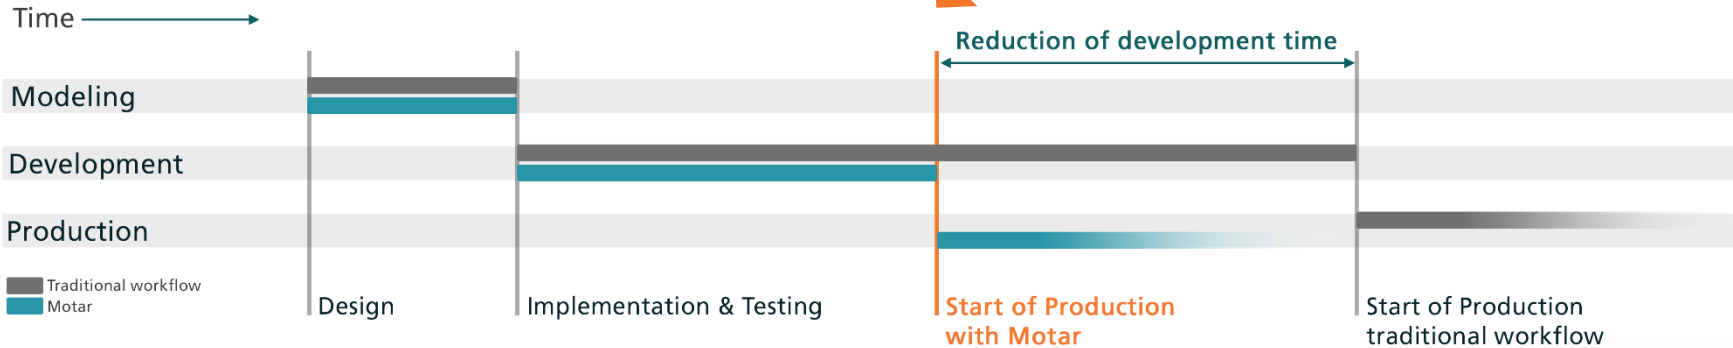 Time
Reduction of development time
Modeling
Development
Production
Traditional workflow
Motar
Design
Implementation & Testing
Start of Production
with Motar
Start of Production
traditional workflow